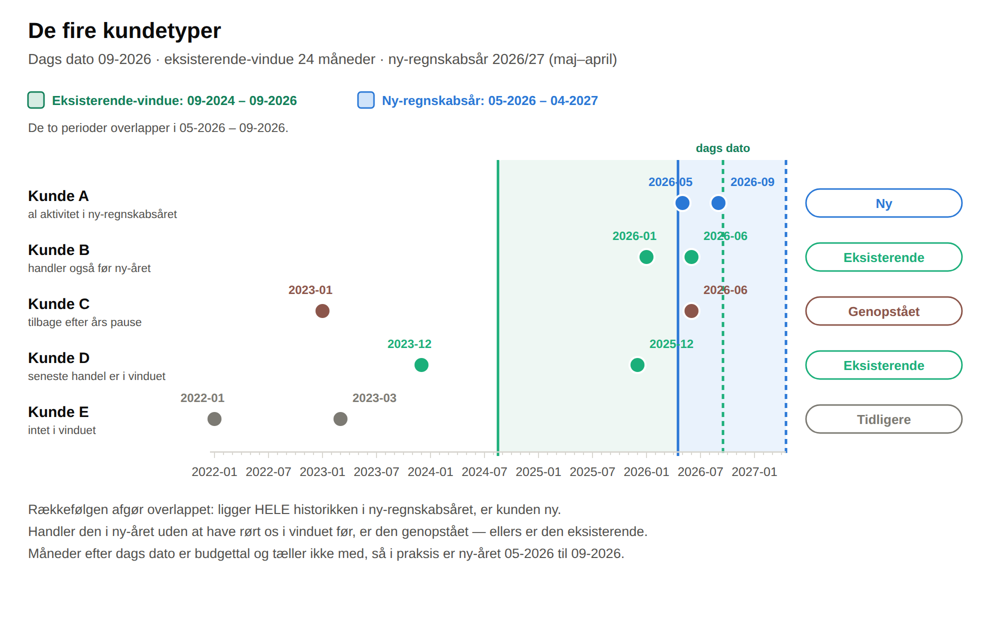 De fire kundetyper
Dags dato 09-2026 · eksisterende-vindue 24 måneder · ny-regnskabsår 2026/27 (maj–april)
Eksisterende-vindue: 09-2024 – 09-2026
Ny-regnskabsår: 05-2026 – 04-2027
De to perioder overlapper i 05-2026 – 09-2026.
dags dato
2026-05
2026-09
Kunde A
al aktivitet i ny-regnskabsåret
Ny
2026-01
2026-06
Kunde B
handler også før ny-året
Eksisterende
2023-01
2026-06
Kunde C
tilbage efter års pause
Genopstået
2023-12
2025-12
Kunde D
seneste handel er i vinduet
Eksisterende
2022-01
2023-03
Kunde E
intet i vinduet
Tidligere
2022-01 2022-07 2023-01 2023-07 2024-01 2024-07 2025-01 2025-07 2026-01 2026-07 2027-01
Rækkefølgen afgør overlappet: ligger HELE historikken i ny-regnskabsåret, er kunden ny.
Handler den i ny-året uden at have rørt os i vinduet før, er den genopstået — ellers er den eksisterende.
Måneder efter dags dato er budgettal og tæller ikke med, så i praksis er ny-året 05-2026 til 09-2026.